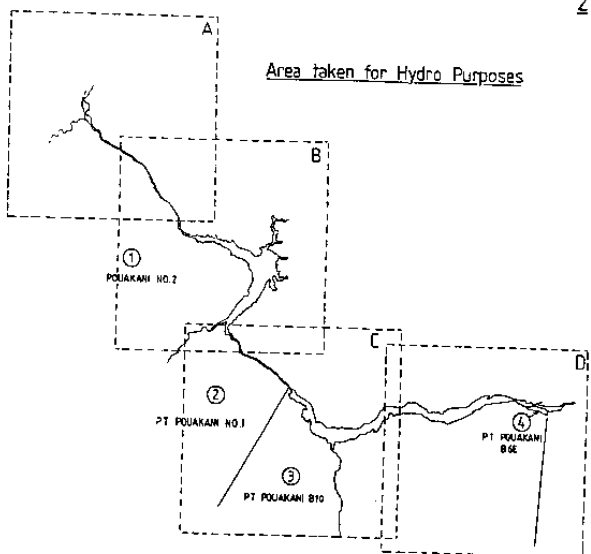 2
A
Area taken for Hydro Purposes
B
1
POUAKANI NO.2
C
D
2
PT POUAKANI NO.1
4
PT POUAKANI
B6E
3
PT POUAKANI B10